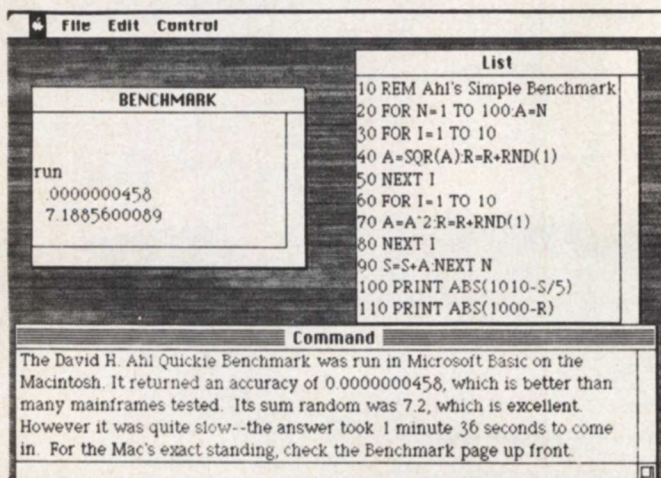 File Edit Control
BENCHMARK
run
.0000000458
7.1885600089
List
10 REM Ahl's Simple Benchmark
20 FOR N=1 TO 100:A=N
30 FOR I=1 TO 10
40 A=SQR(A):R=R+RND(1)
50 NEXT I
60 FOR I=1 TO 10
70 A=A^2:R=R+RND(1)
80 NEXT I
90 S=S+A:NEXT N
100 PRINT ABS(1010-S/5)
110 PRINT ABS(1000-R)
Command
The David H. Ahl Quickie Benchmark was run in Microsoft Basic on the
Macintosh. It returned an accuracy of 0.0000000458, which is better than
many mainframes tested. Its sum random was 7.2, which is excellent.
However it was quite slow--the answer took 1 minute 36 seconds to come
in. For the Mac's exact standing, check the Benchmark page up front.